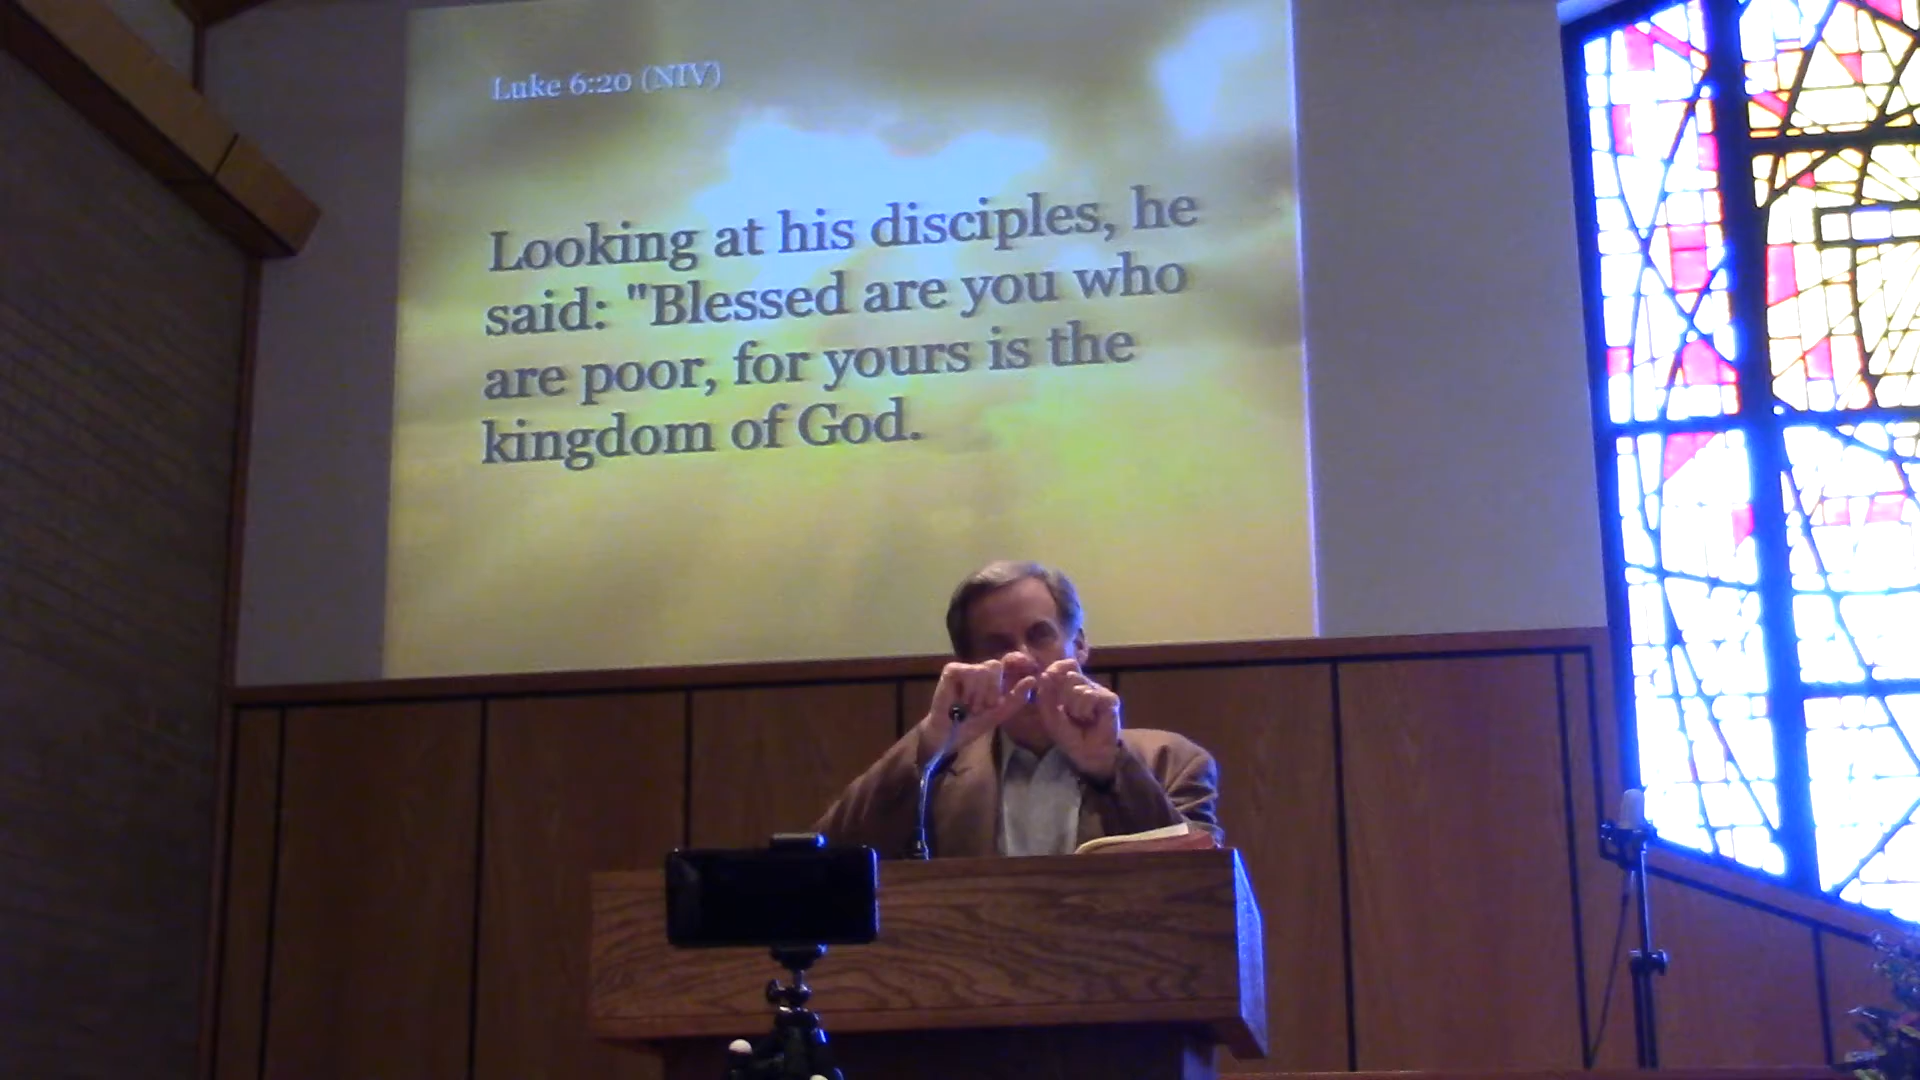 Luke 6:20 (NIV)
Looking at his disciples, he
said: "Blessed are you who
are poor, for yours is the
kingdom of God.